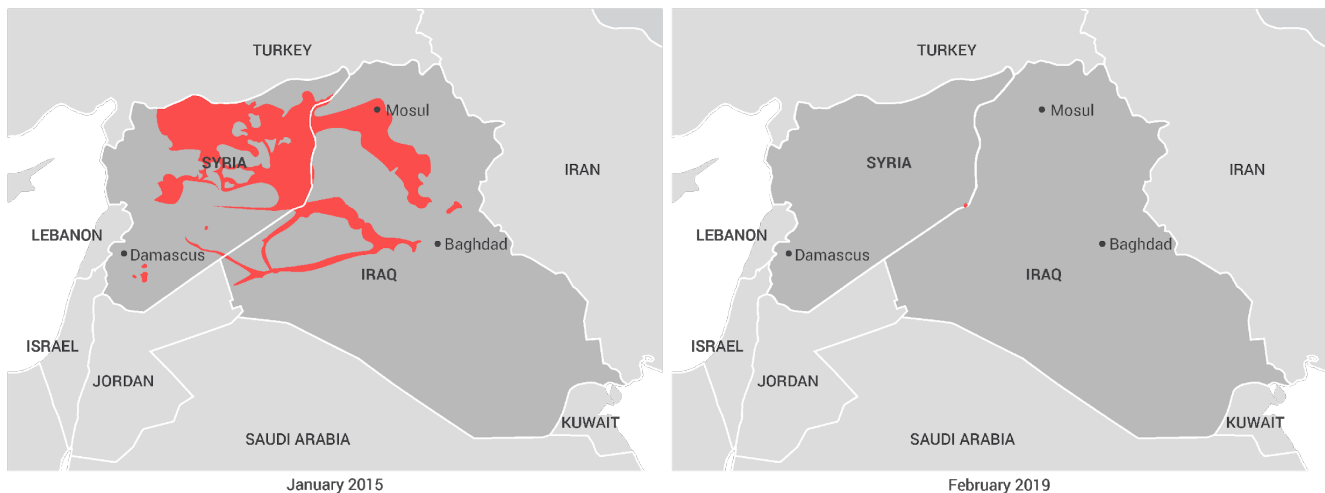 TURKEY
Mosul
SYRIA
IRAN
LEBANON
Damascus
Baghdad
IRAQ
ISRAEL
JORDAN
KUWAIT
SAUDI ARABIA
January 2015
TURKEY
Mosul
SYRIA
IRAN
LEBANON
Damascus
Baghdad
IRAQ
ISRAEL
JORDAN
KUWAIT
SAUDI ARABIA
February 2019